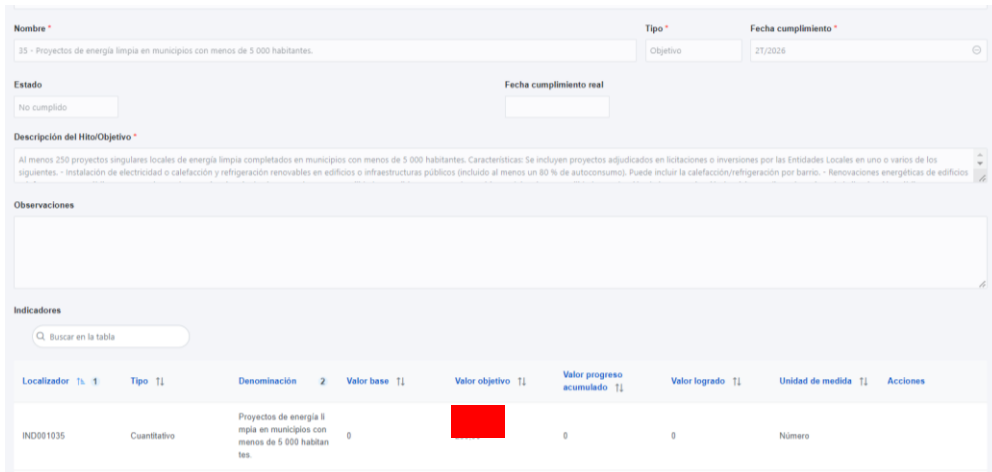 Nombre * Tipo * Fecha cumplimiento *
35 - Proyectos de energía limpia en municipios con menos de 5 000 habitantes. Objetivo 2T/2026
Estado Fecha cumplimiento real
No cumplido
Descripción del Hito/Objetivo *
Al menos 250 proyectos singulares locales de energía limpia completados en municipios con menos de 5 000 habitantes. Características: Se incluyen proyectos adjudicados en licitaciones o inversiones por las Entidades Locales en uno o varios de los
siguientes. - Instalación de electricidad o calefacción y refrigeración renovables en edificios o infraestructuras públicos (incluido al menos un 80 % de autoconsumo). Puede incluir la calefacción/refrigeración por barrio. - Renovaciones energéticas de edificios
Observaciones
Indicadores
Buscar en la tabla
Localizador 1 Tipo Denominación 2 Valor base Valor objetivo Valor progreso acumulado Valor logrado Unidad de medida Acciones
IND001035 Cuantitativo
Proyectos de energía li
mpia en municipios con
menos de 5 000 habitan
tes.
0 0 0 Número